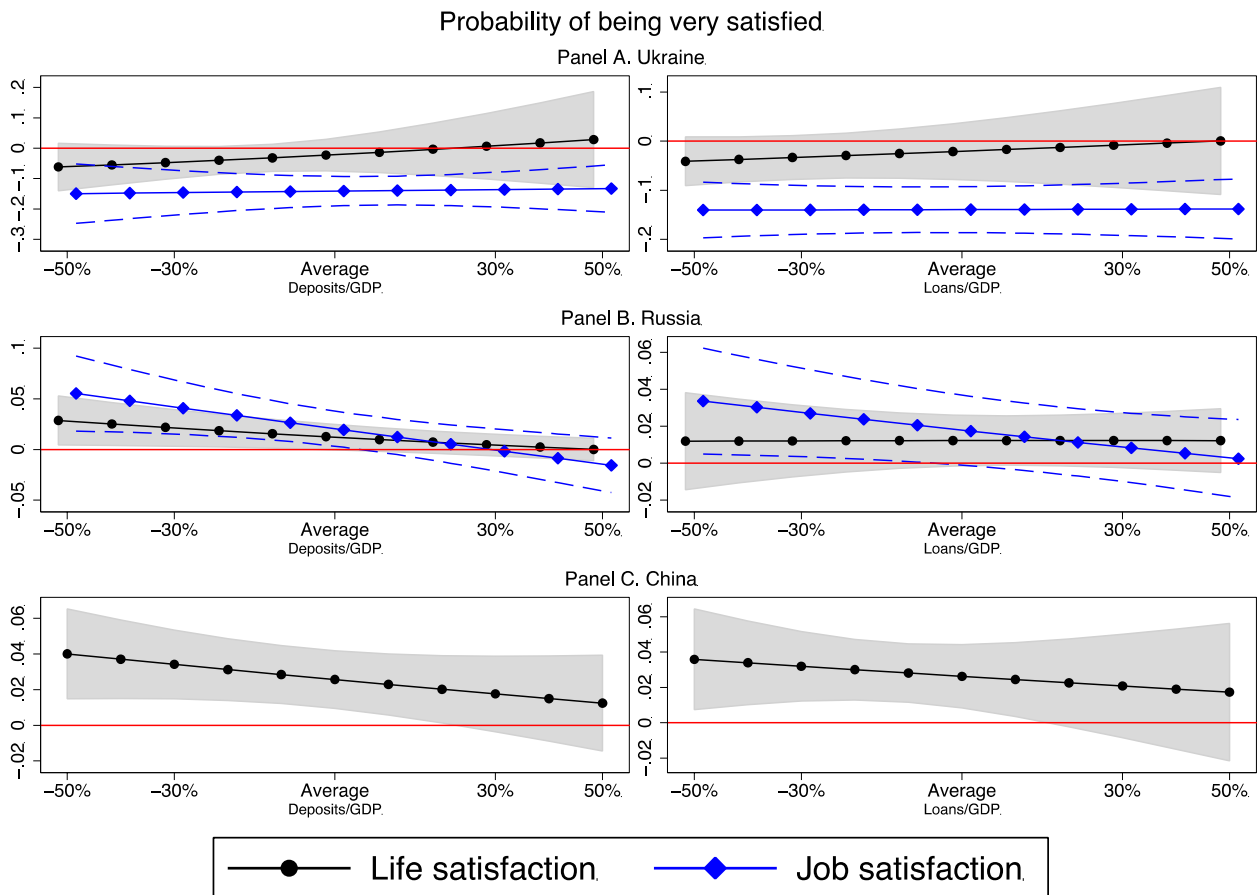 Probability of being very satisfied
Panel A. Ukraine
.2
.1
0
-.1
-.2
-.3
−50%
−30%
Average
30%
50%
Deposits/GDP
.1
0
-.1
-.2
−50%
−30%
Average
30%
50%
Loans/GDP
Panel B. Russia
.1
.05
0
-.05
−50%
−30%
Average
30%
50%
Deposits/GDP
.06
.04
.02
0
-.02
−50%
−30%
Average
30%
50%
Loans/GDP
Panel C. China
.06
.04
.02
0
-.02
−50%
−30%
Average
30%
50%
Deposits/GDP
.06
.04
.02
0
-.02
−50%
−30%
Average
30%
50%
Loans/GDP
Life satisfaction
Job satisfaction